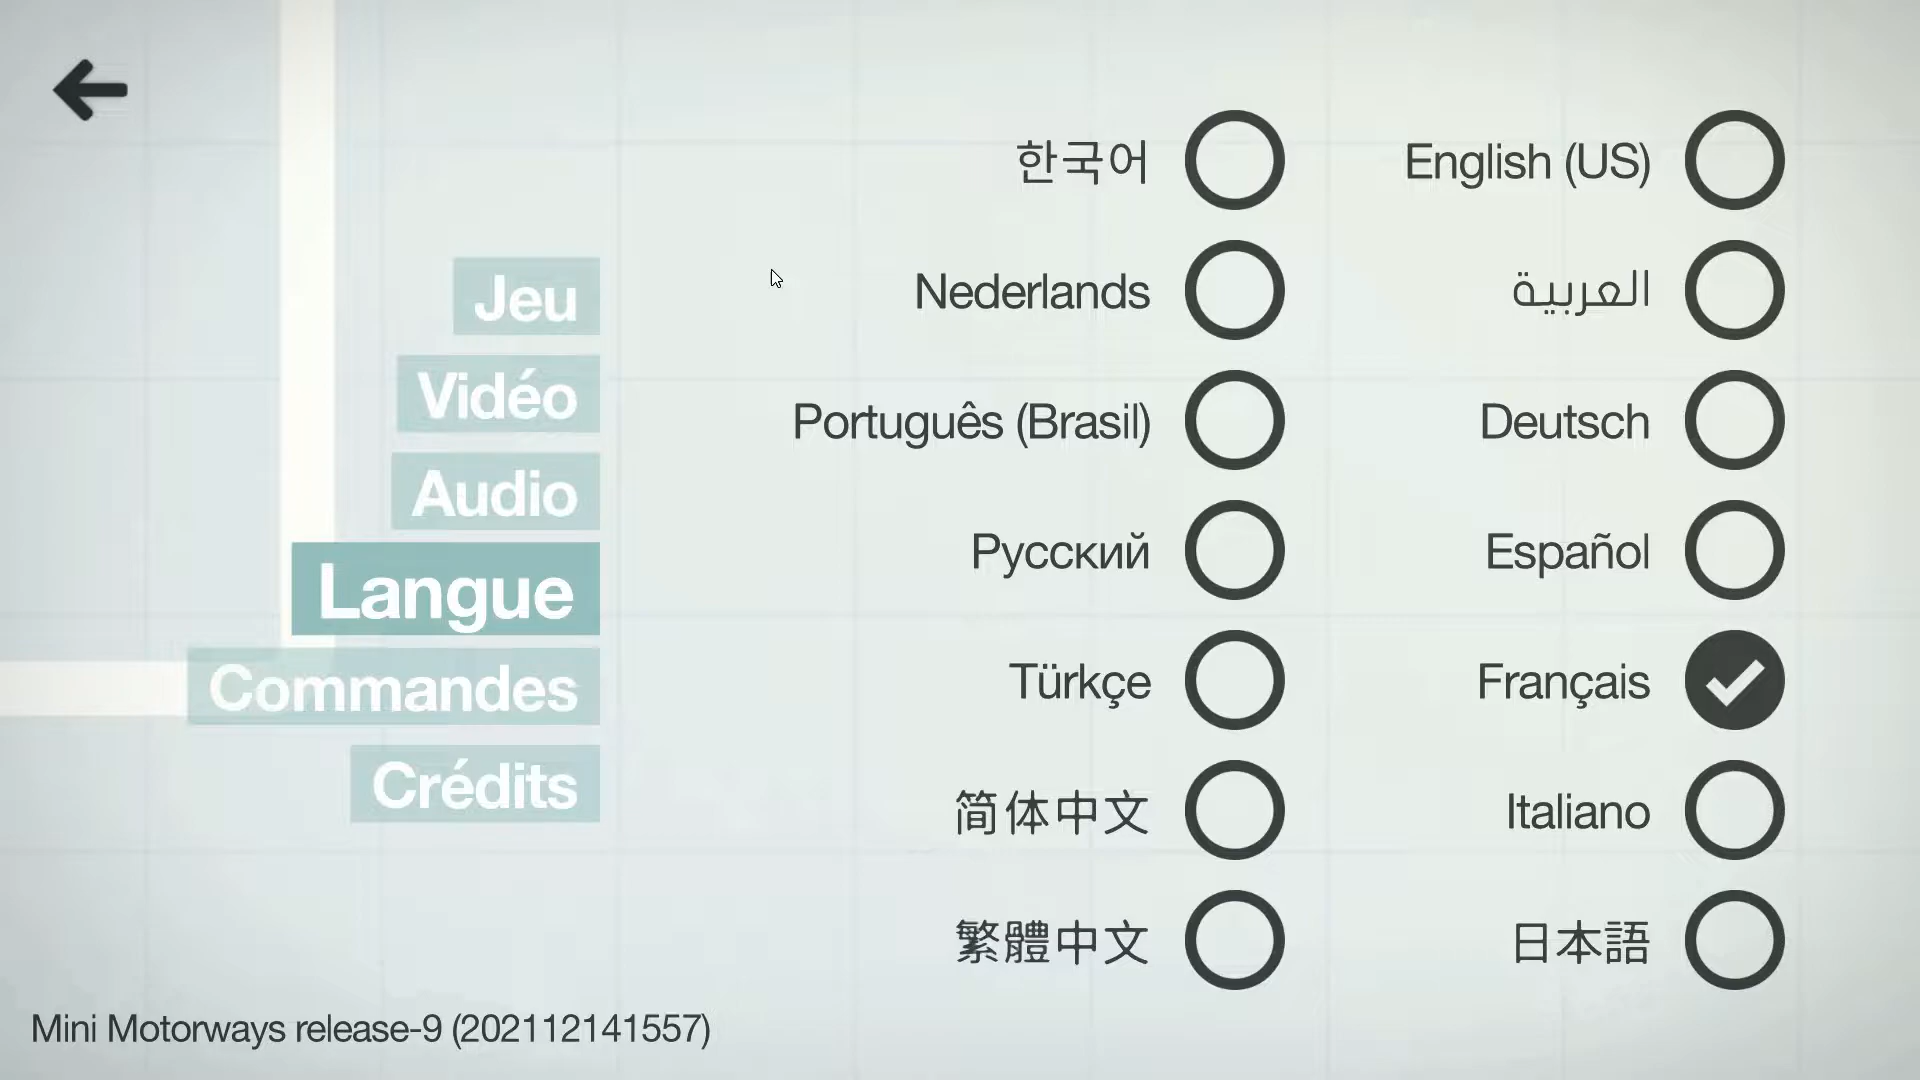 Jeu
Vidéo
Audio
Langue
Commandes
Crédits
한국어
English (US)
Nederlands
العربية
Português (Brasil)
Deutsch
Русский
Español
Türkçe
Français
简体中文
Italiano
繁體中文
日本語
Mini Motorways release-9 (202112141557)